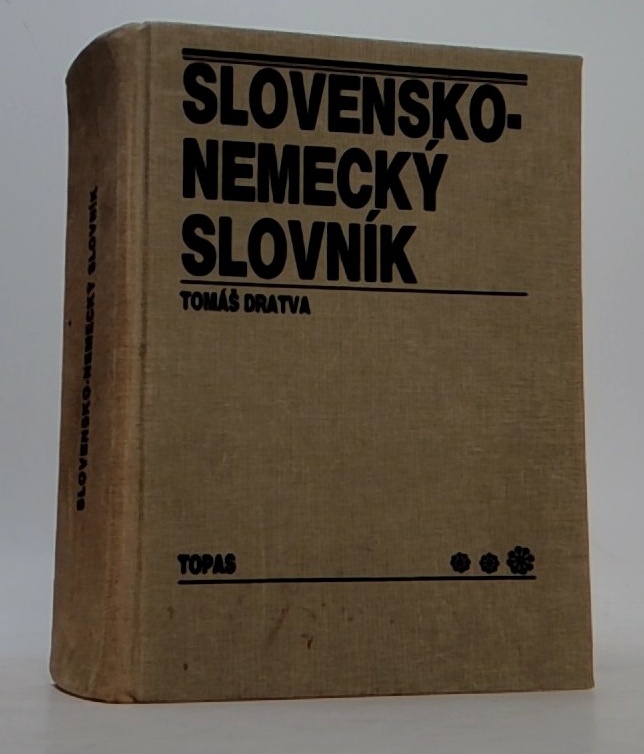 SLOVENSKO-
NEMECKÝ
SLOVNÍK
TOMÁŠ DRATVA
TOPAS
SLOVENSKO-NEMECKÝ SLOVNÍK